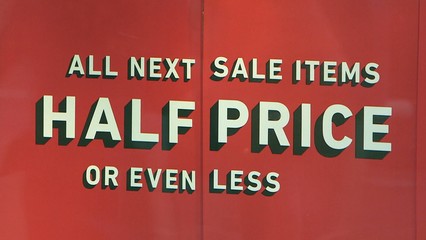 ALL NEXT SALE ITEMS
HALF PRICE
OR EVEN LESS